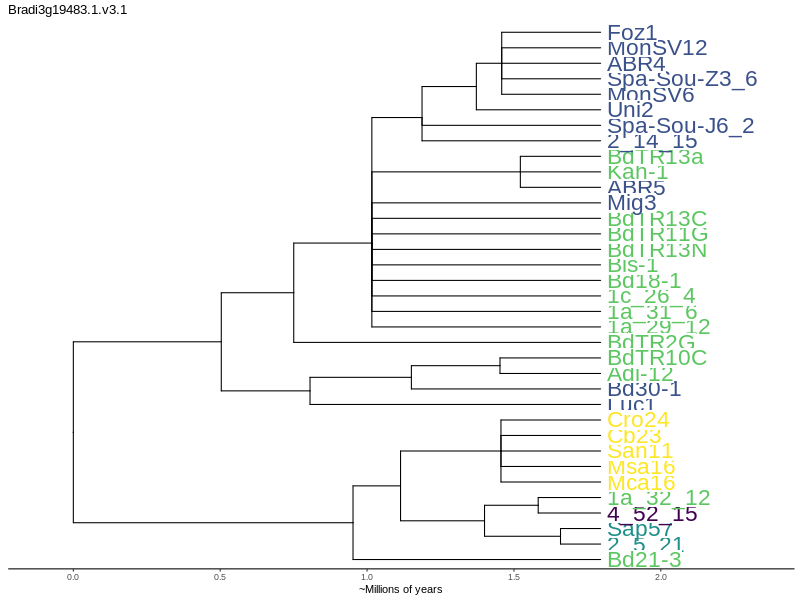 Bradi3g19483.1.v3.1
Foz1
MonSV12
ABR4
Spa-Sou-Z3_6
MonSV6
Uni2
Spa-Sou-J6_2
2_14_15
BdTR13a
Kah-1
ABR5
Mig3
BdTR13C
BdTR11G
BdTR13N
Bis-1
Bd18-1
1c_26_4
1a_31_6
1a_29_12
BdTR2G
BdTR10C
Adi-12
Bd30-1
Luc1
Cro24
Cb23
San11
Msa16
Mca16
1a_32_12
4_52_15
Sap57
2_5_21
Bd21-3
0.0 0.5 1.0 1.5 2.0
~Millions of years